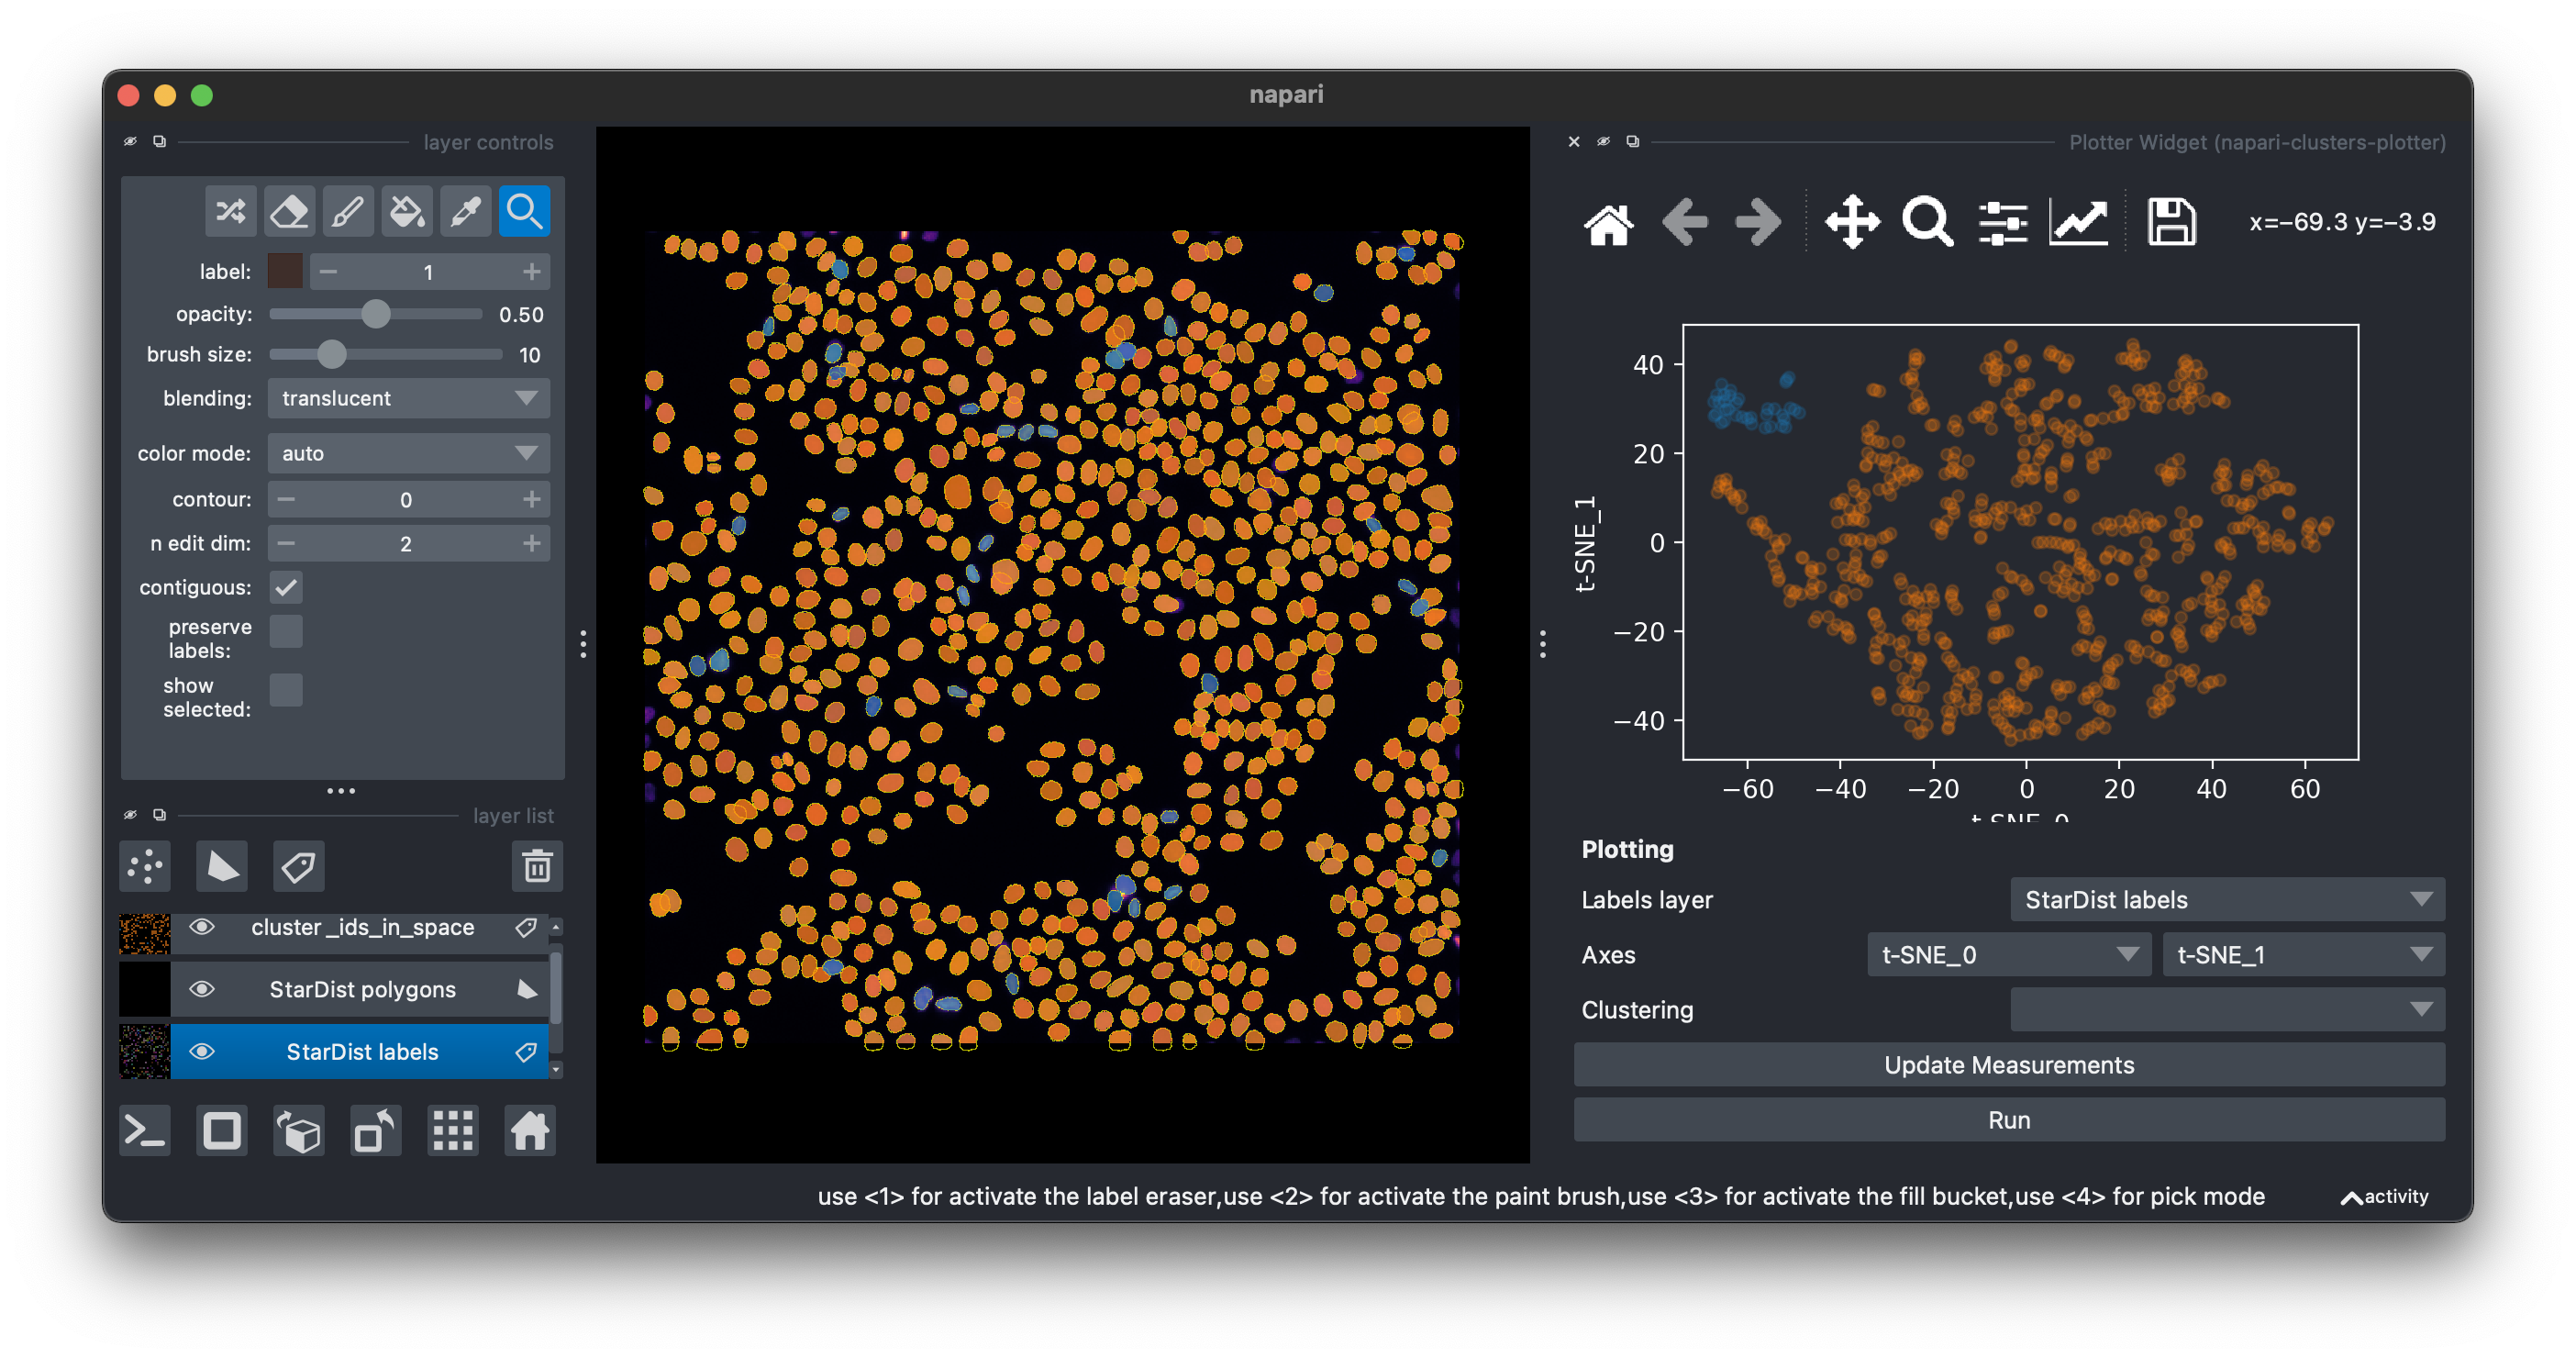 napari
layer controls
label: 1
opacity: 0.50
brush size: 10
blending: translucent
color mode: auto
contour: 0
n edit dim: 2
contiguous:
preserve
labels:
show
selected:
layer list
cluster_ids_in_space
StarDist polygons
StarDist labels
Plotter Widget (napari-clusters-plotter)
x=−69.3 y=−3.9
40
20
0
−20
−40
t-SNE_1
−60 −40 −20 0 20 40 60
t-SNE_0
Plotting
Labels layer StarDist labels
Axes t-SNE_0 t-SNE_1
Clustering
Update Measurements
Run
use <1> for activate the label eraser,use <2> for activate the paint brush,use <3> for activate the fill bucket,use <4> for pick mode
activity